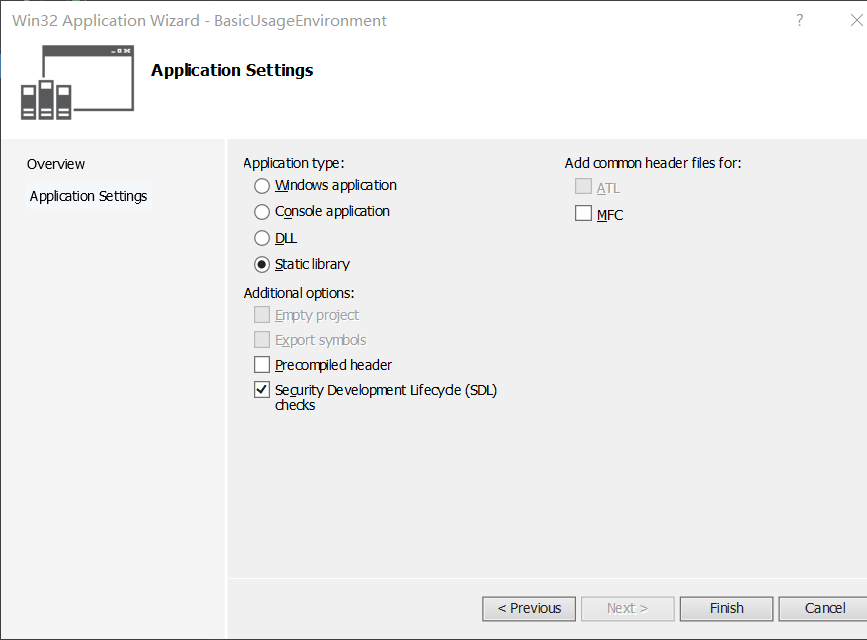 Win32 Application Wizard - BasicUsageEnvironment
?
Application Settings
Overview
Application Settings
Application type:
Windows application
Console application
DLL
Static library
Additional options:
Empty project
Export symbols
Precompiled header
Security Development Lifecycle (SDL)
checks
Add common header files for:
ATL
MFC
< Previous
Next >
Finish
Cancel